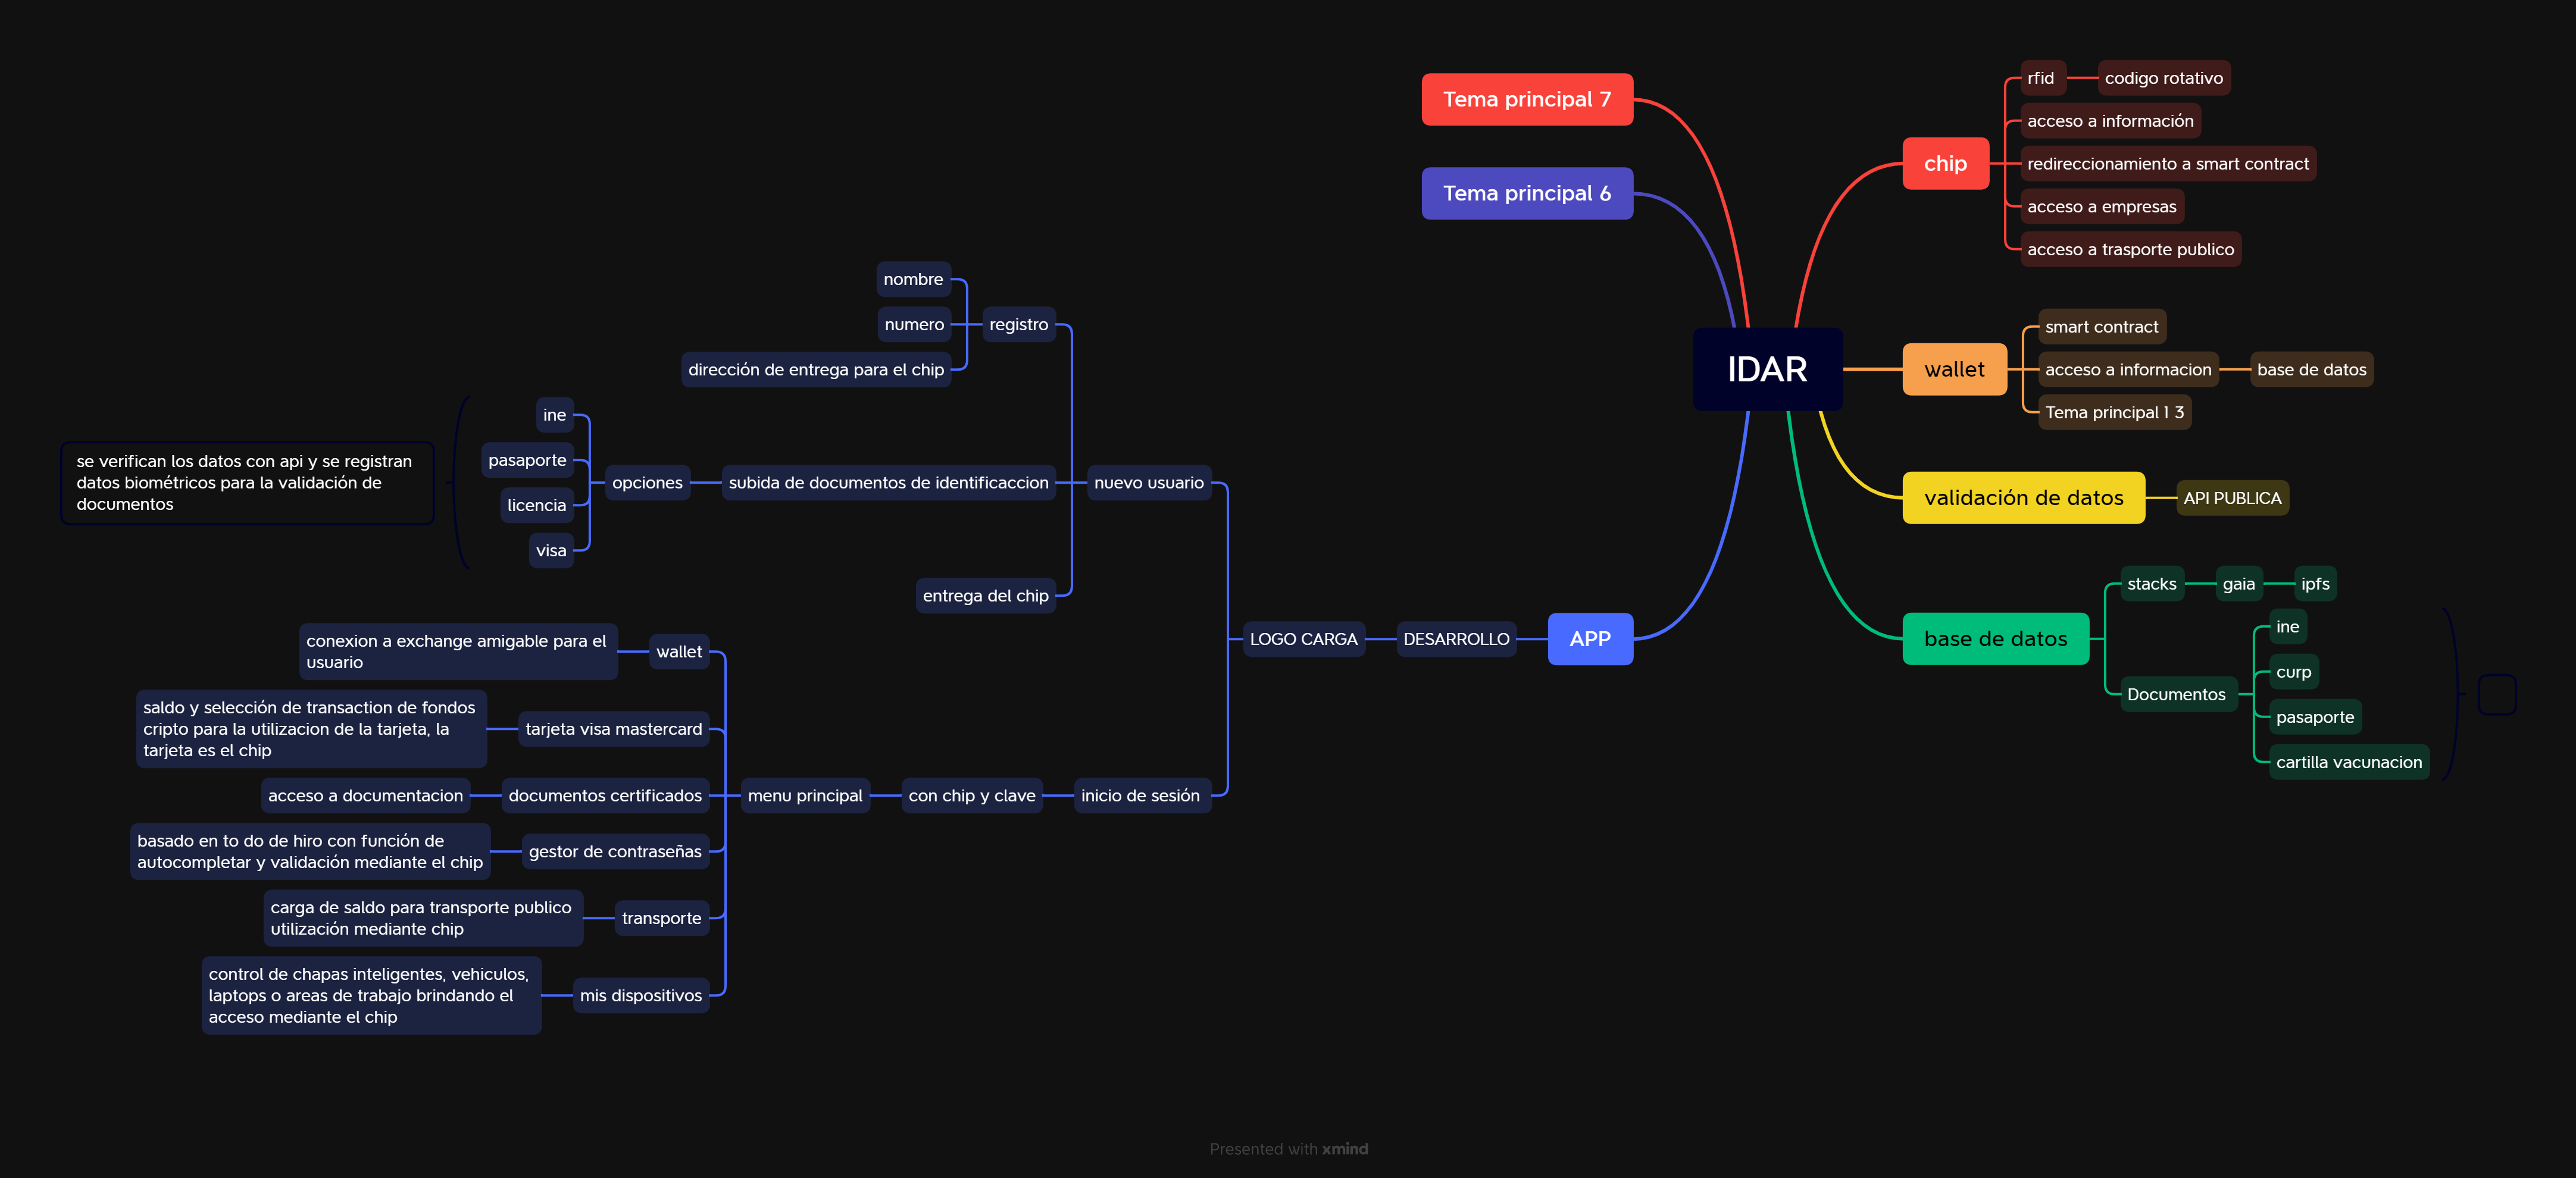 IDAR
chip
rfid
codigo rotativo
acceso a información
redireccionamiento a smart contract
acceso a empresas
acceso a trasporte publico
wallet
smart contract
acceso a informacion
base de datos
Tema principal 1 3
validación de datos
API PUBLICA
base de datos
stacks
gaia
ipfs
Documentos
ine
curp
pasaporte
cartilla vacunacion
APP
DESARROLLO
LOGO CARGA
nuevo usuario
registro
nombre
numero
dirección de entrega para el chip
subida de documentos de identificaccion
opciones
ine
pasaporte
licencia
visa
se verifican los datos con api y se registran
datos biométricos para la validación de
documentos
entrega del chip
inicio de sesión
con chip y clave
menu principal
wallet
conexion a exchange amigable para el
usuario
tarjeta visa mastercard
saldo y selección de transaction de fondos
cripto para la utilizacion de la tarjeta, la
tarjeta es el chip
documentos certificados
acceso a documentacion
gestor de contraseñas
basado en to do de hiro con función de
autocompletar y validación mediante el chip
transporte
carga de saldo para transporte publico
utilización mediante chip
mis dispositivos
control de chapas inteligentes, vehiculos,
laptops o areas de trabajo brindando el
acceso mediante el chip
Tema principal 6
Tema principal 7
Presented with xmind